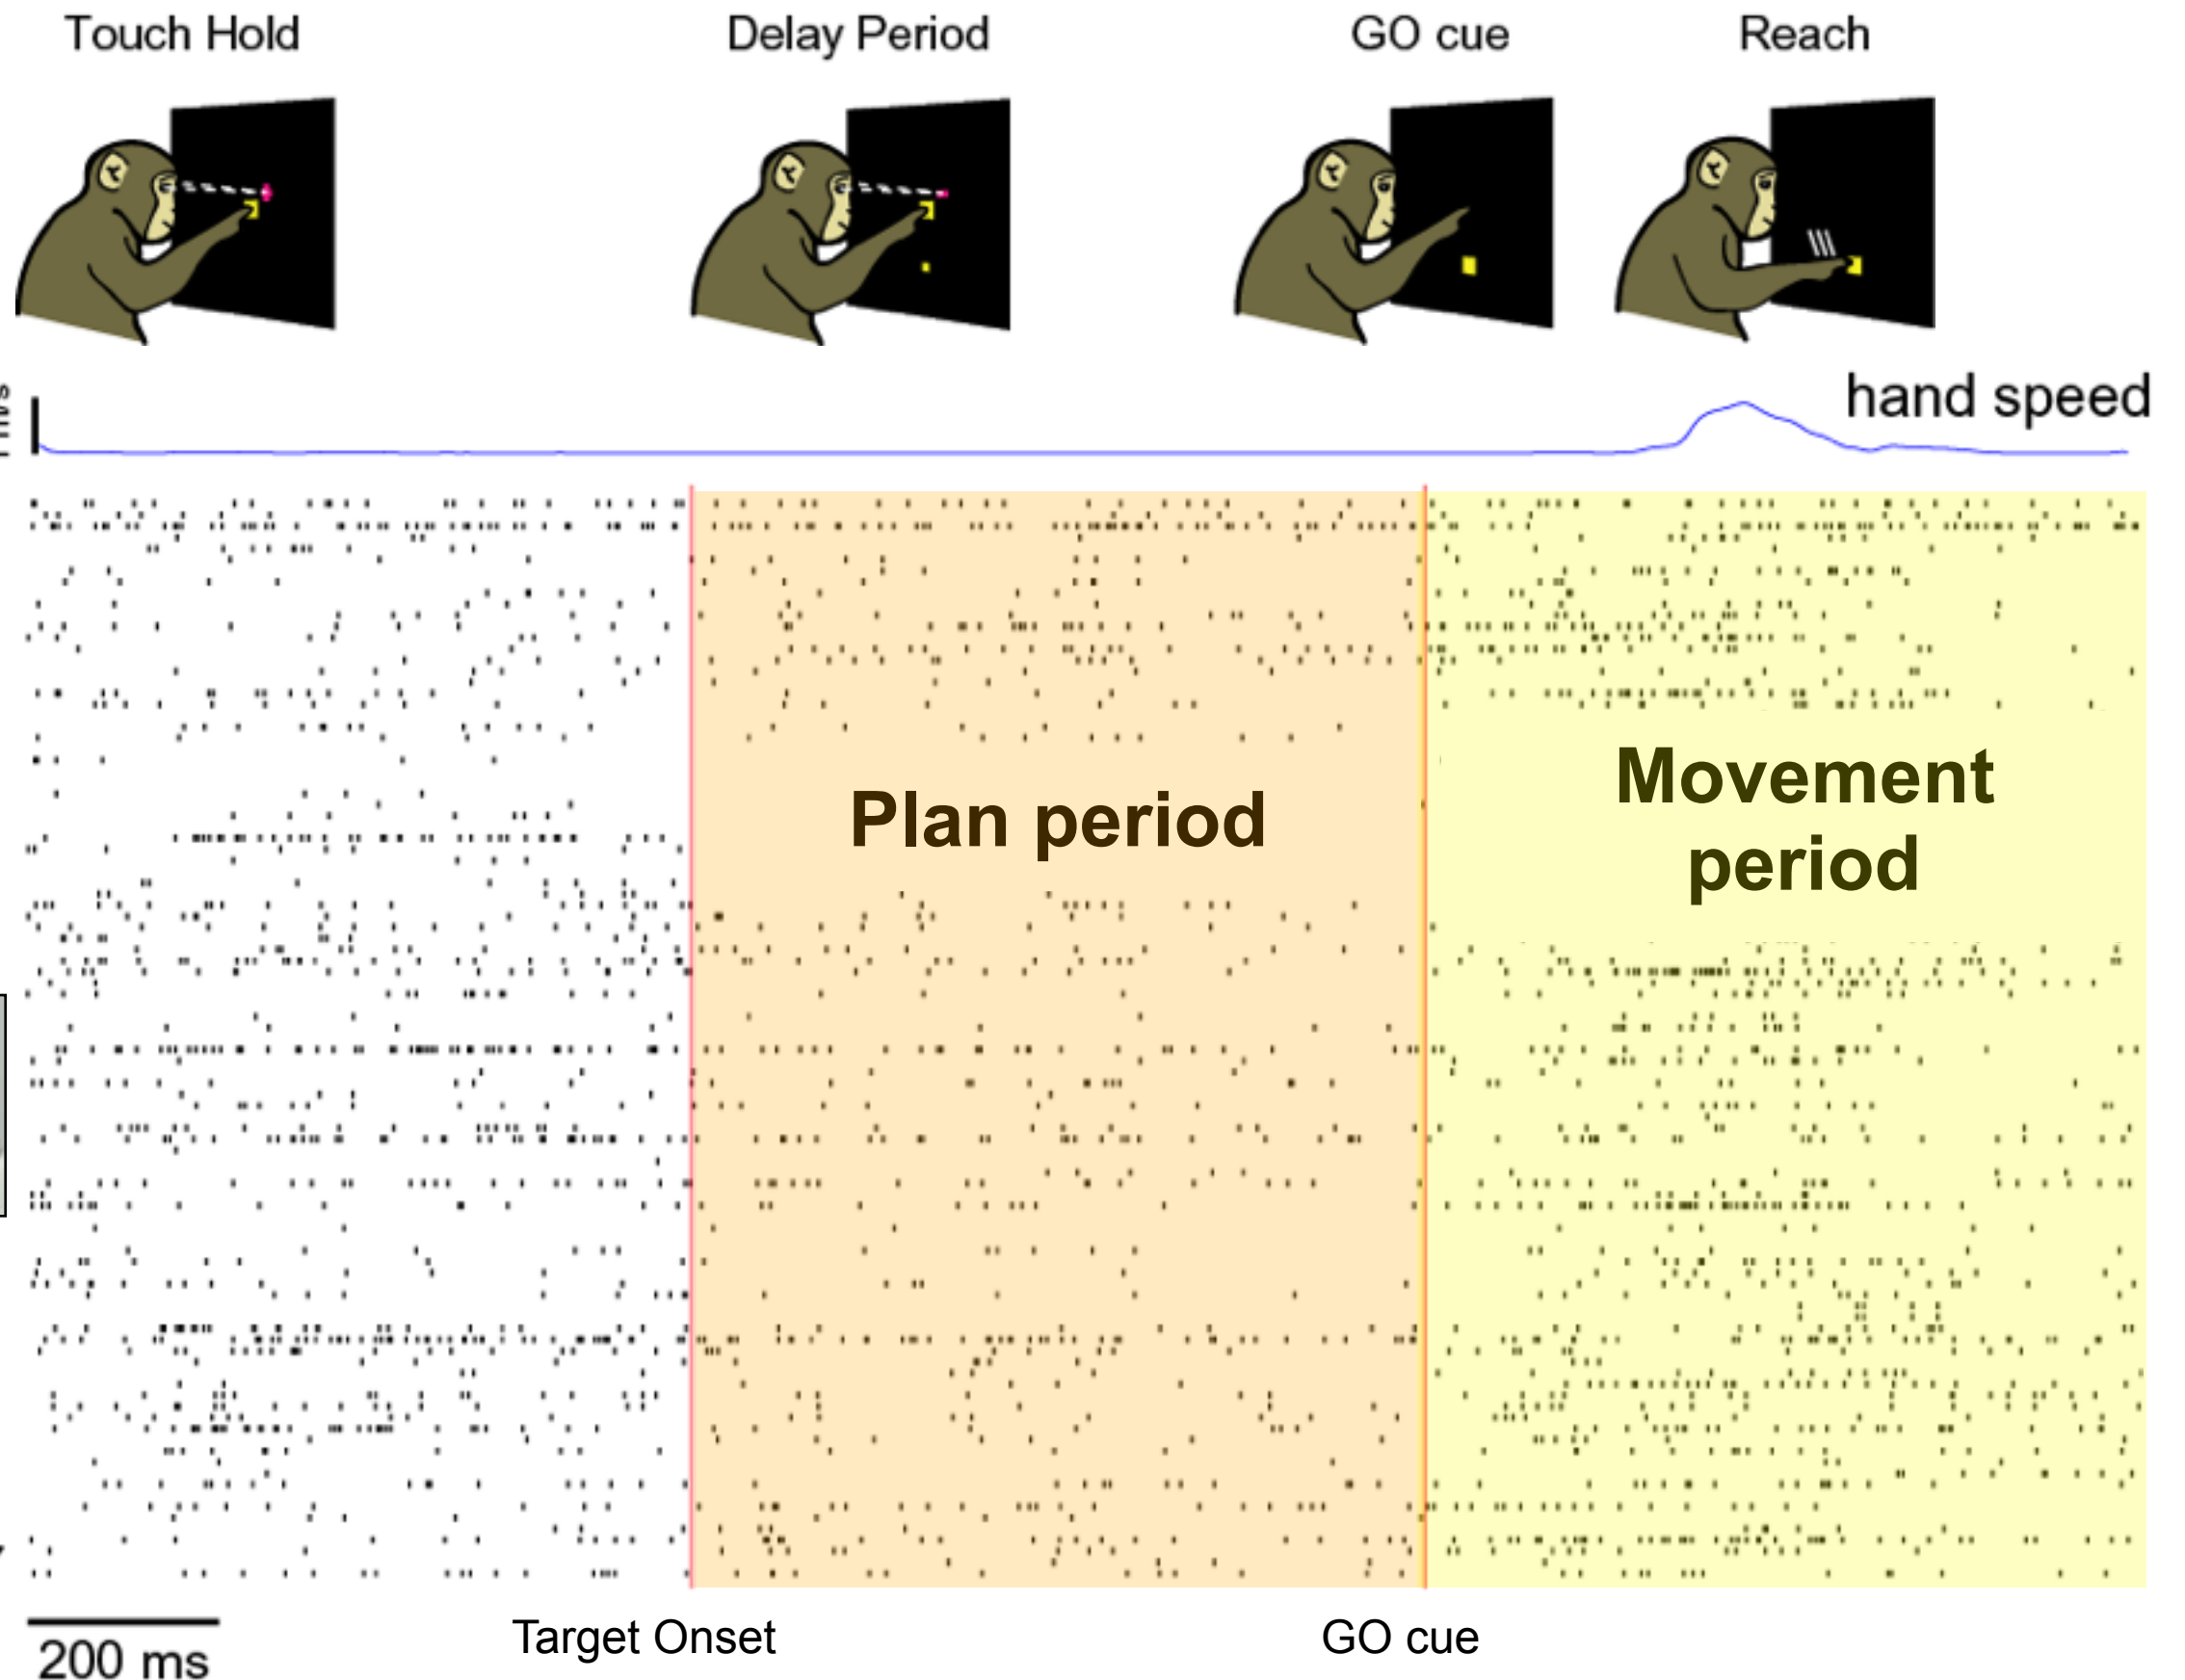 Touch Hold
Delay Period
GO cue
Reach
hand speed
Plan period
Movement
period
Target Onset
GO cue
200 ms